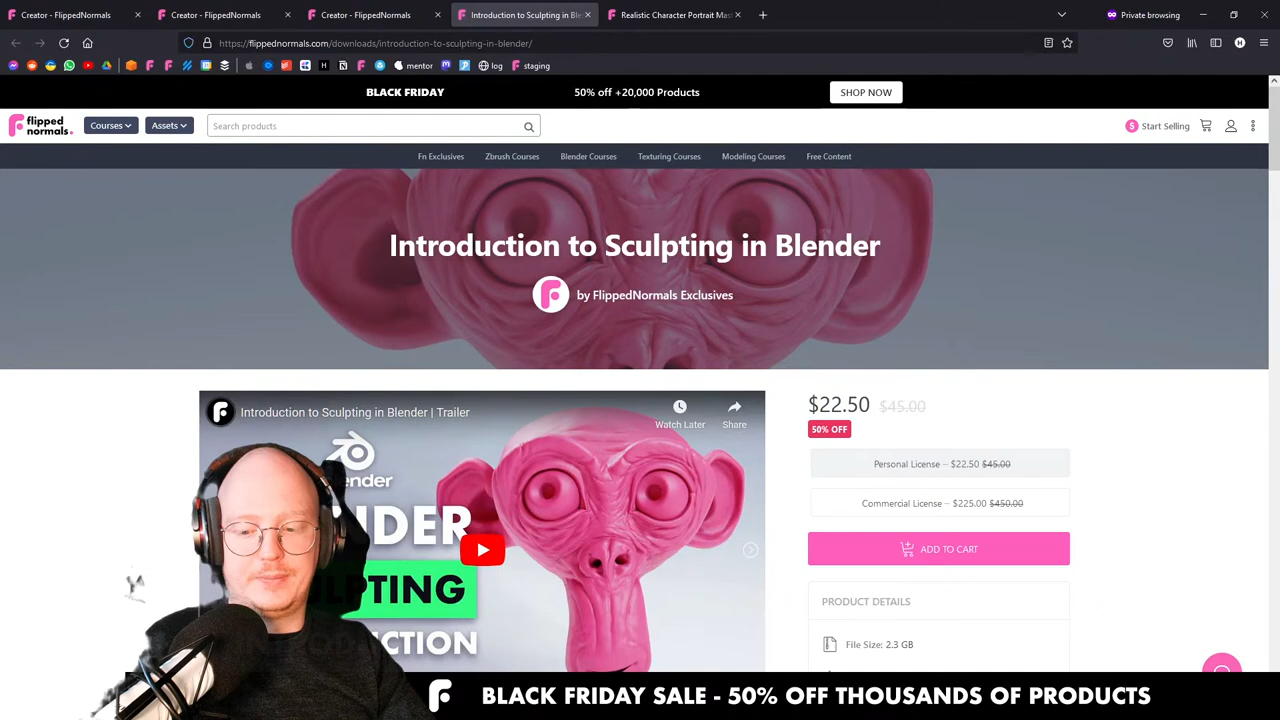 Creator - FlippedNormals
Creator - FlippedNormals
Creator - FlippedNormals
Introduction to Sculpting in Ble
Realistic Character Portrait Mas
Private browsing
https://flippednormals.com/downloads/introduction-to-sculpting-in-blender/
mentor
log
staging
BLACK FRIDAY
50% off +20,000 Products
SHOP NOW
flipped
normals.
Courses
Assets
Search products
Start Selling
Fn Exclusives
Zbrush Courses
Blender Courses
Texturing Courses
Modeling Courses
Free Content
Introduction to Sculpting in Blender
by FlippedNormals Exclusives
Introduction to Sculpting in Blender | Trailer
Watch Later
Share
ender
NDER
LPTING
ODUCTION
$22.50 $45.00
50% OFF
Personal License – $22.50 $45.00
Commercial License – $225.00 $450.00
ADD TO CART
PRODUCT DETAILS
File Size: 2.3 GB
BLACK FRIDAY SALE - 50% OFF THOUSANDS OF PRODUCTS